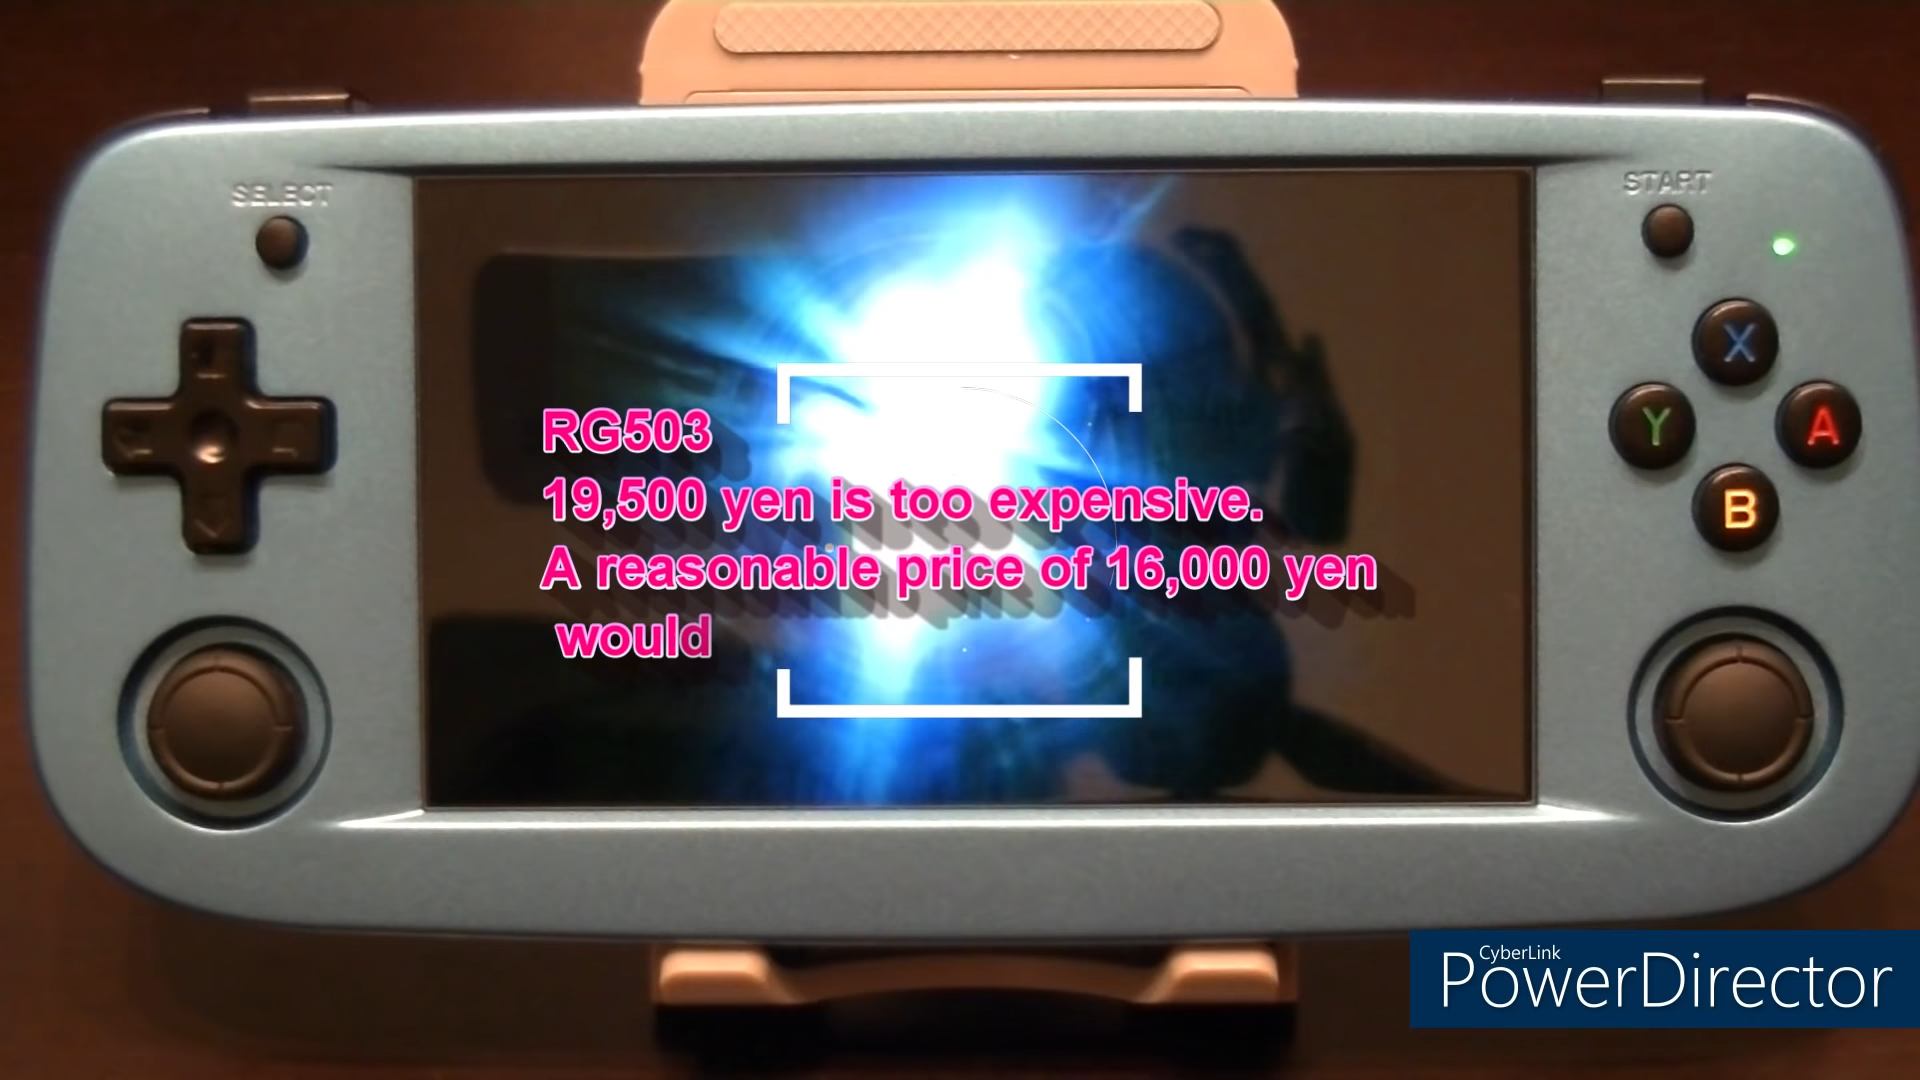 SELECT
START
X
Y
A
B
RG503
19,500 yen is too expensive.
A reasonable price of 16,000 yen
would
CyberLink
PowerDirector